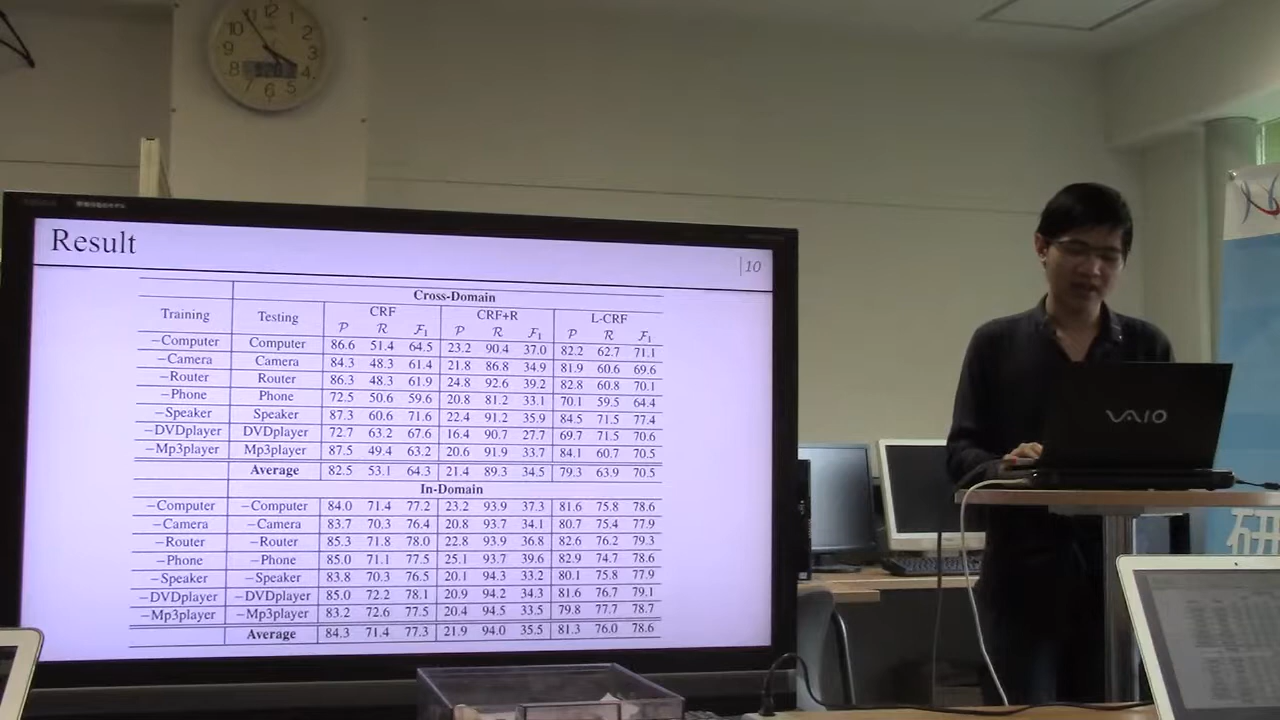 12
11 1
10 2
9 3
8 4
7 6 5
Result
10
Cross-Domain
Training Testing CRF CRF+R L-CRF
P R F1 P R F1 P R F1
−Computer Computer 86.6 51.4 64.5 23.2 90.4 37.0 82.2 62.7 71.1
−Camera Camera 84.3 48.3 61.4 21.8 86.8 34.9 81.9 60.6 69.6
−Router Router 86.3 48.3 61.9 24.8 92.6 39.2 82.8 60.8 70.1
−Phone Phone 72.5 50.6 59.6 20.8 81.2 33.1 70.1 59.5 64.4
−Speaker Speaker 87.3 60.6 71.6 22.4 91.2 35.9 84.5 71.5 77.4
−DVDplayer DVDplayer 72.7 63.2 67.6 16.4 90.7 27.7 69.7 71.5 70.6
−Mp3player Mp3player 87.5 49.4 63.2 20.6 91.9 33.7 84.1 60.7 70.5
Average 82.5 53.1 64.3 21.4 89.3 34.5 79.3 63.9 70.5
In-Domain
−Computer −Computer 84.0 71.4 77.2 23.2 93.9 37.3 81.6 75.8 78.6
−Camera −Camera 83.7 70.3 76.4 20.8 93.7 34.1 80.7 75.4 77.9
−Router −Router 85.3 71.8 78.0 22.8 93.9 36.8 82.6 76.2 79.3
−Phone −Phone 85.0 71.1 77.5 25.1 93.7 39.6 82.9 74.7 78.6
−Speaker −Speaker 83.8 70.3 76.5 20.1 94.3 33.2 80.1 75.8 77.9
−DVDplayer −DVDplayer 85.0 72.2 78.1 20.9 94.2 34.3 81.6 76.7 79.1
−Mp3player −Mp3player 83.2 72.6 77.5 20.4 94.5 33.5 79.8 77.7 78.7
Average 84.3 71.4 77.3 21.9 94.0 35.5 81.3 76.0 78.6
VAIO
研